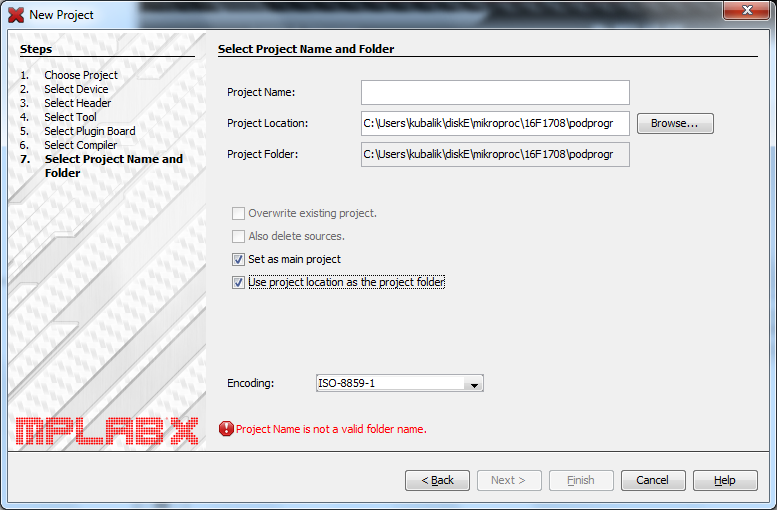 New Project
Steps
1. Choose Project
2. Select Device
3. Select Header
4. Select Tool
5. Select Plugin Board
6. Select Compiler
7. Select Project Name and
Folder
MPLAB X
Select Project Name and Folder
Project Name:
Project Location: C:\Users\kubalik\diskE\mikroproc\16F1708\podprogr Browse...
Project Folder: C:\Users\kubalik\diskE\mikroproc\16F1708\podprogr
Overwrite existing project.
Also delete sources.
Set as main project
Use project location as the project folder
Encoding: ISO-8859-1
Project Name is not a valid folder name.
< Back Next > Finish Cancel Help